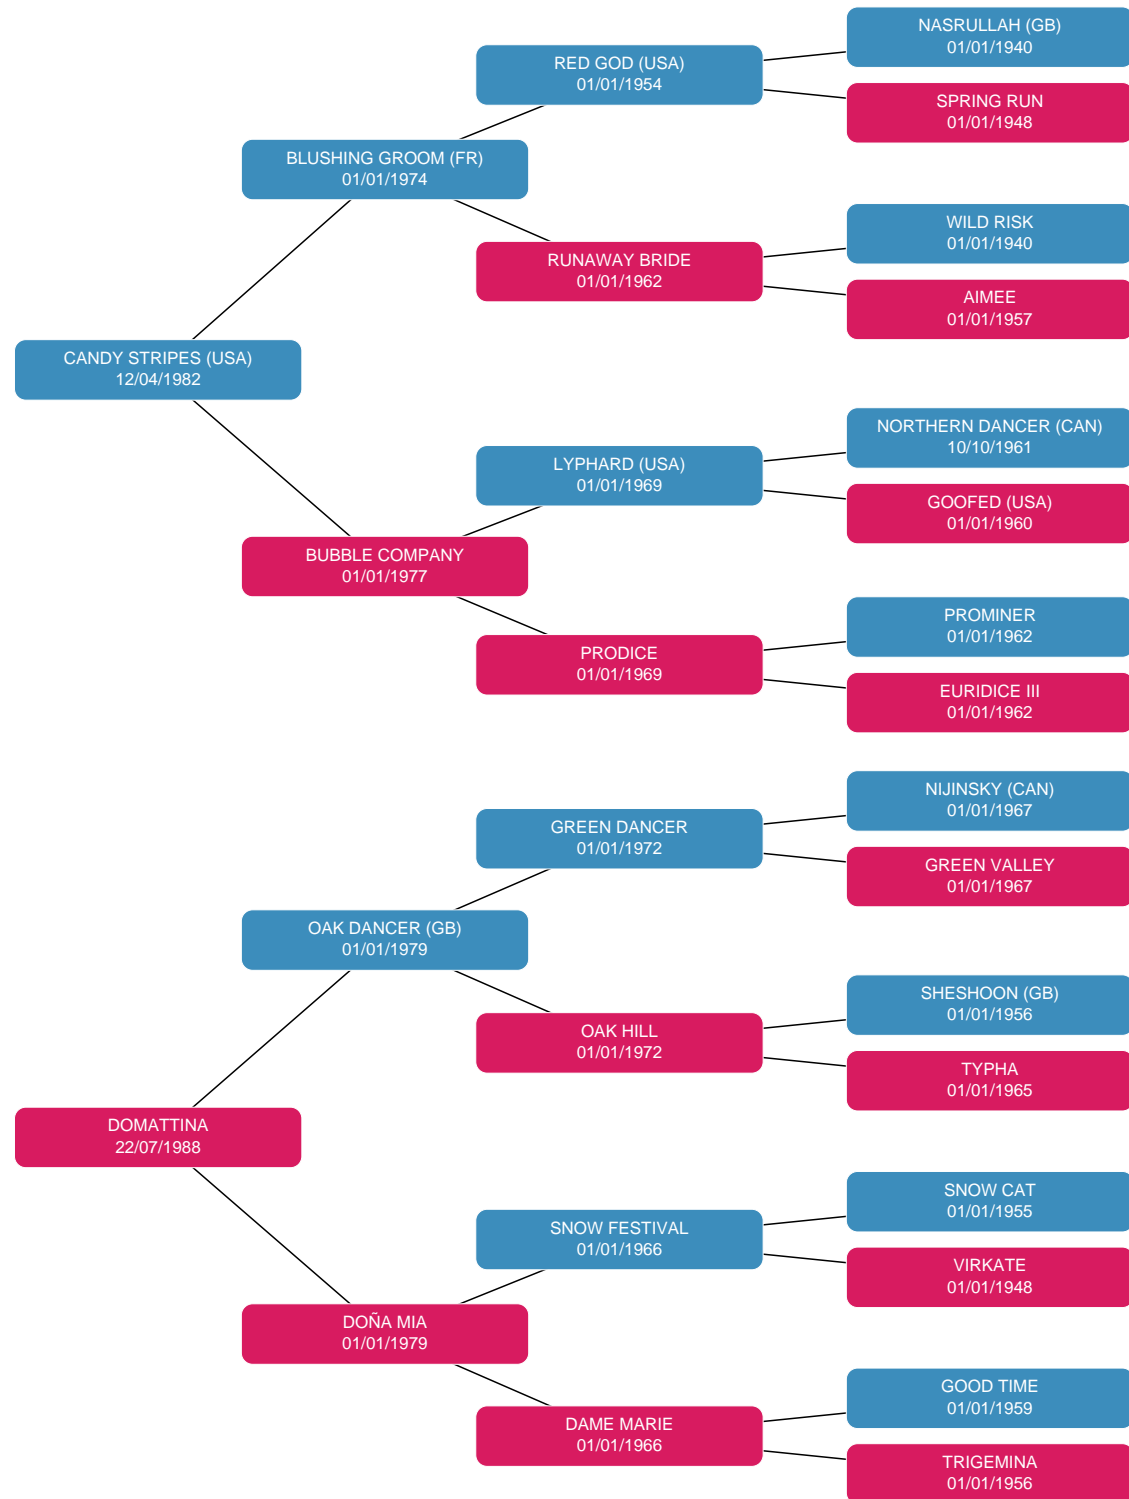 NASRULLAH (GB)
01/01/1940
RED GOD (USA)
01/01/1954
SPRING RUN
01/01/1948
BLUSHING GROOM (FR)
01/01/1974
WILD RISK
01/01/1940
RUNAWAY BRIDE
01/01/1962
AIMEE
01/01/1957
CANDY STRIPES (USA)
12/04/1982
NORTHERN DANCER (CAN)
10/10/1961
LYPHARD (USA)
01/01/1969
GOOFED (USA)
01/01/1960
BUBBLE COMPANY
01/01/1977
PROMINER
01/01/1962
PRODICE
01/01/1969
EURIDICE III
01/01/1962
NIJINSKY (CAN)
01/01/1967
GREEN DANCER
01/01/1972
GREEN VALLEY
01/01/1967
OAK DANCER (GB)
01/01/1979
SHESHOON (GB)
01/01/1956
OAK HILL
01/01/1972
TYPHA
01/01/1965
DOMATTINA
22/07/1988
SNOW CAT
01/01/1955
SNOW FESTIVAL
01/01/1966
VIRKATE
01/01/1948
DOÑA MIA
01/01/1979
GOOD TIME
01/01/1959
DAME MARIE
01/01/1966
TRIGEMINA
01/01/1956